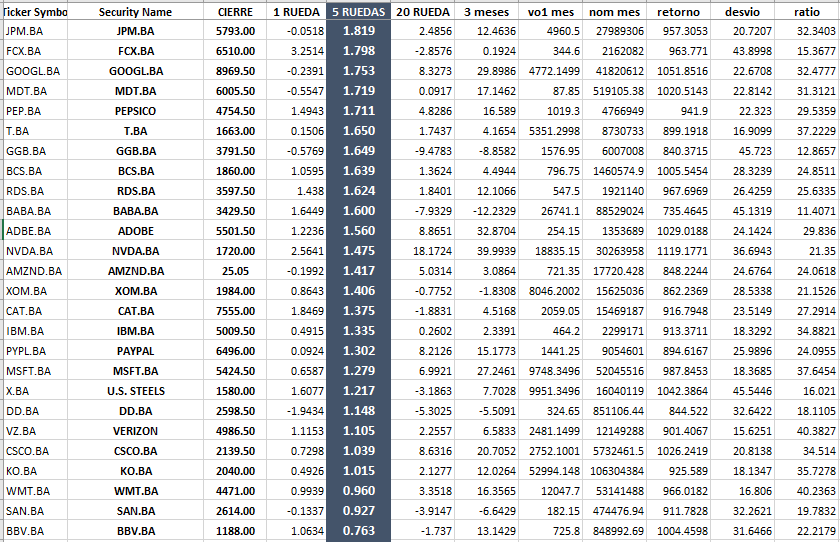 Ticker Symbo Security Name CIERRE 1 RUEDA 5 RUEDAS 20 RUEDA 3 meses vo1 mes nom mes retorno desvio ratio
JPM.BA JPM.BA 5793.00 -0.0518 1.819 2.4856 12.4636 4960.5 27989306 957.3053 20.7207 32.3403
FCX.BA FCX.BA 6510.00 3.2514 1.798 -2.8576 0.1924 344.6 2162082 963.771 43.8998 15.3677
GOOGL.BA GOOGL.BA 8969.50 -0.2391 1.753 8.3273 29.8986 4772.1499 41820612 1051.8516 22.6708 32.4777
MDT.BA MDT.BA 6005.50 -0.5547 1.719 0.0917 17.1462 87.85 519105.38 1020.5143 22.8142 31.3121
PEP.BA PEPSICO 4754.50 1.4943 1.711 4.8286 16.589 1019.3 4766949 941.9 22.323 29.5359
T.BA T.BA 1663.00 0.1506 1.650 1.7437 4.1654 5351.2998 8730733 899.1918 16.9099 37.2229
GGB.BA GGB.BA 3791.50 -0.5769 1.649 -9.4783 -8.8582 1576.95 6007008 840.3715 45.723 12.8657
BCS.BA BCS.BA 1860.00 1.0595 1.639 1.3624 4.4944 796.75 1460574.9 1005.5454 28.3239 24.8511
RDS.BA RDS.BA 3597.50 1.438 1.624 1.8401 12.1066 547.5 1921140 967.6969 26.4259 25.6335
BABA.BA BABA.BA 3429.50 1.6449 1.600 -7.9329 -12.2329 26741.1 88529024 735.4645 45.1319 11.4071
ADBE.BA ADOBE 5501.50 1.2236 1.560 8.8651 32.8704 254.15 1353689 1029.0188 24.1424 29.836
NVDA.BA NVDA.BA 1720.00 2.5641 1.475 18.1724 39.9939 18835.15 30263958 1119.1771 36.6943 21.35
AMZND.BA AMZND.BA 25.05 -0.1992 1.417 5.0314 3.0864 721.35 17720.428 848.2244 24.6764 24.0618
XOM.BA XOM.BA 1984.00 0.8643 1.406 -0.7752 -1.8308 8046.2002 15625036 862.2369 28.5338 21.1526
CAT.BA CAT.BA 7555.00 1.8469 1.375 -1.8831 4.5168 2059.05 15469187 916.7948 23.5149 27.2914
IBM.BA IBM.BA 5009.50 0.4915 1.335 0.2602 2.3391 464.2 2299171 913.3711 18.3292 34.8821
PYPL.BA PAYPAL 6496.00 0.0924 1.302 8.2126 15.1773 1441.25 9054601 894.6167 25.9896 24.0955
MSFT.BA MSFT.BA 5424.50 0.6587 1.279 6.9921 27.2461 9748.3496 52045516 987.8453 18.3685 37.6454
X.BA U.S. STEELS 1580.00 1.6077 1.217 -3.1863 7.7028 9951.3496 16040119 1042.3864 45.5446 16.021
DD.BA DD.BA 2598.50 -1.9434 1.148 -5.3025 -5.5091 324.65 851106.44 844.522 32.6422 18.1105
VZ.BA VERIZON 4986.50 1.1153 1.105 2.2557 6.5833 2481.1499 12149288 901.4067 15.6251 40.3827
CSCO.BA CSCO.BA 2139.50 0.7298 1.039 8.6316 20.7052 2752.1001 5732461.5 1026.2419 20.8138 34.514
KO.BA KO.BA 2040.00 0.4926 1.015 2.1277 12.0264 52994.148 106304384 925.589 18.1347 35.7278
WMT.BA WMT.BA 4471.00 0.9939 0.960 3.3518 16.3565 12047.7 53141488 966.0182 16.806 40.2363
SAN.BA SAN.BA 2614.00 -0.1337 0.927 -3.9147 -6.6429 182.15 474476.94 911.7828 32.2621 19.7832
BBV.BA BBV.BA 1188.00 1.0634 0.763 -1.737 13.1429 725.8 848992.69 1004.4598 31.6466 22.2179